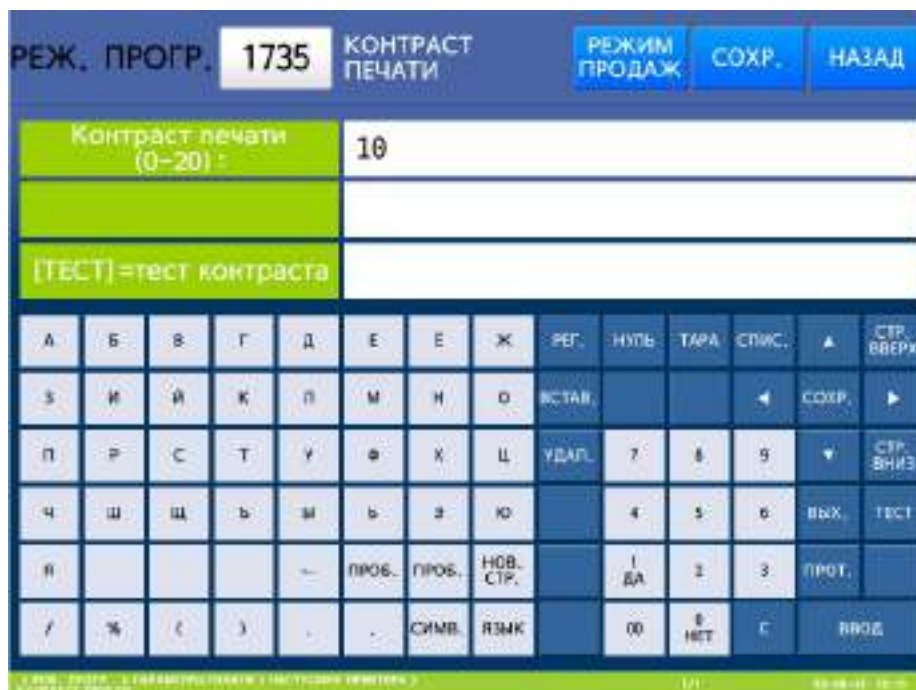 РЕЖ. ПРОГР. 1735 КОНТРАСТ ПЕЧАТИ РЕЖИМ ПРОДАЖ СОХР. НАЗАД
Контраст печати (0-20) : 10
[ТЕСТ]=тест контраста
А Б В Г Д Е Ё Ж РЕГ. НУЛЬ ТАРА СПИС. ▲ СТР. ВВЕРХ
З И Й К Л М Н О ВСТАВ. ◄ СОХР. ►
П Р С Т У Ф Х Ц УДАЛ. 7 8 9 ▼ СТР. ВНИЗ
Ч Ш Щ Ъ Ы Ь Э Ю 4 5 6 ВЫХ. ТЕСТ
Я ← ПРОБ. ПРОБ. НОВ. СТР. 1 ДА 2 3 ПРОТ.
/ % ( ) . СИМВ. ЯЗЫК 00 0 НЕТ С ВВОД
1/1